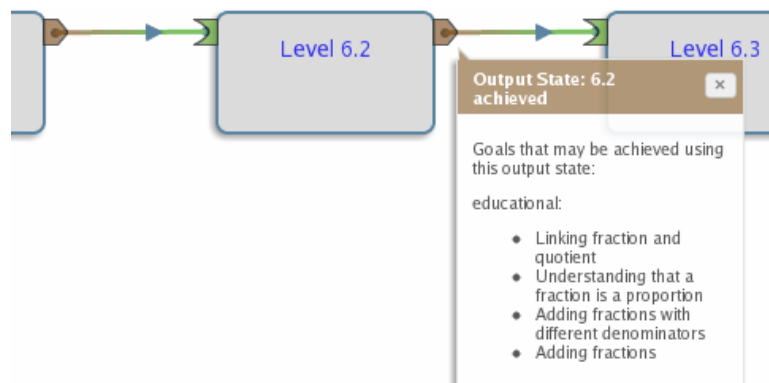 Level 6.2
Level 6.3
Output State: 6.2
achieved
×
Goals that may be achieved using
this output state:
educational:
Linking fraction and
quotient
Understanding that a
fraction is a proportion
Adding fractions with
different denominators
Adding fractions